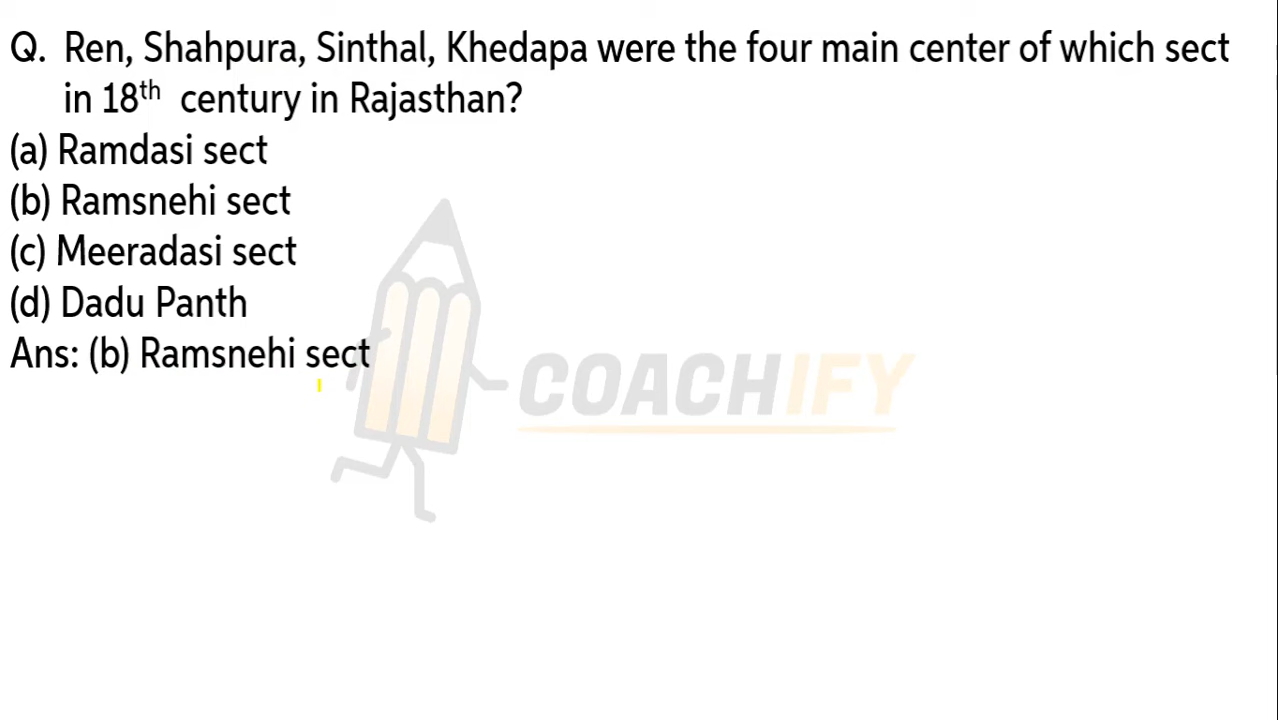 Q. Ren, Shahpura, Sinthal, Khedapa were the four main center of which sect
in 18th century in Rajasthan?
(a) Ramdasi sect
(b) Ramsnehi sect
(c) Meeradasi sect
(d) Dadu Panth
Ans: (b) Ramsnehi sect
COACHIFY